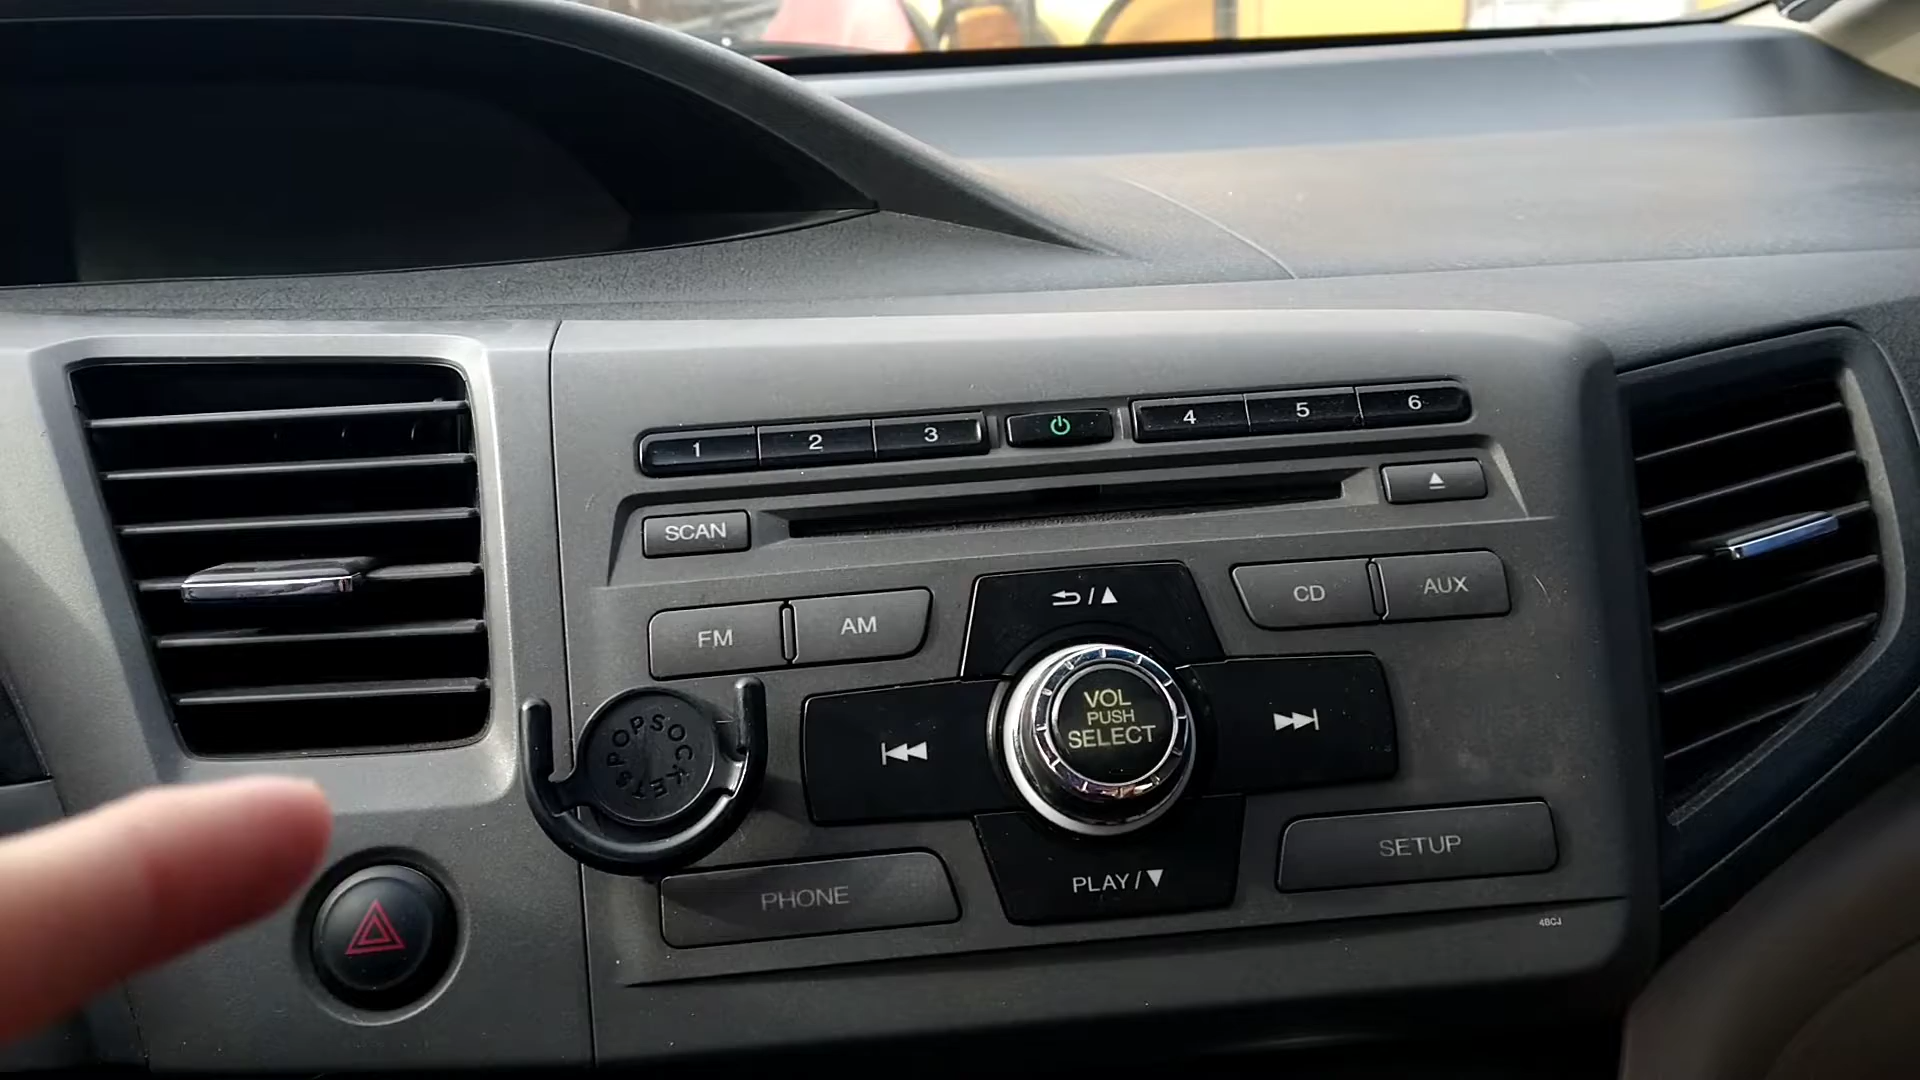 1 2 3 4 5 6
SCAN
FM AM CD AUX
POPSOCKETS
VOL
PUSH
SELECT
PLAY/▼
PHONE
SETUP
4BCJ